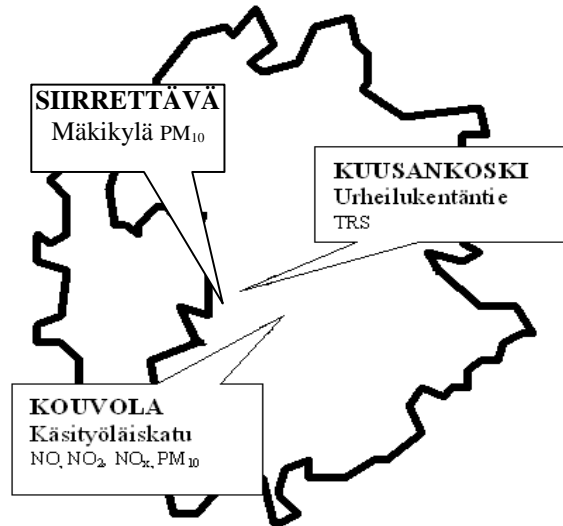 SIIRRETTÄVÄ
Mäkikylä PM₁₀
KUUSANKOSKI
Urheilukentäntie
TRS
KOUVOLA
Käsityöläiskatu
NO, NO₂, NOₓ, PM₁₀